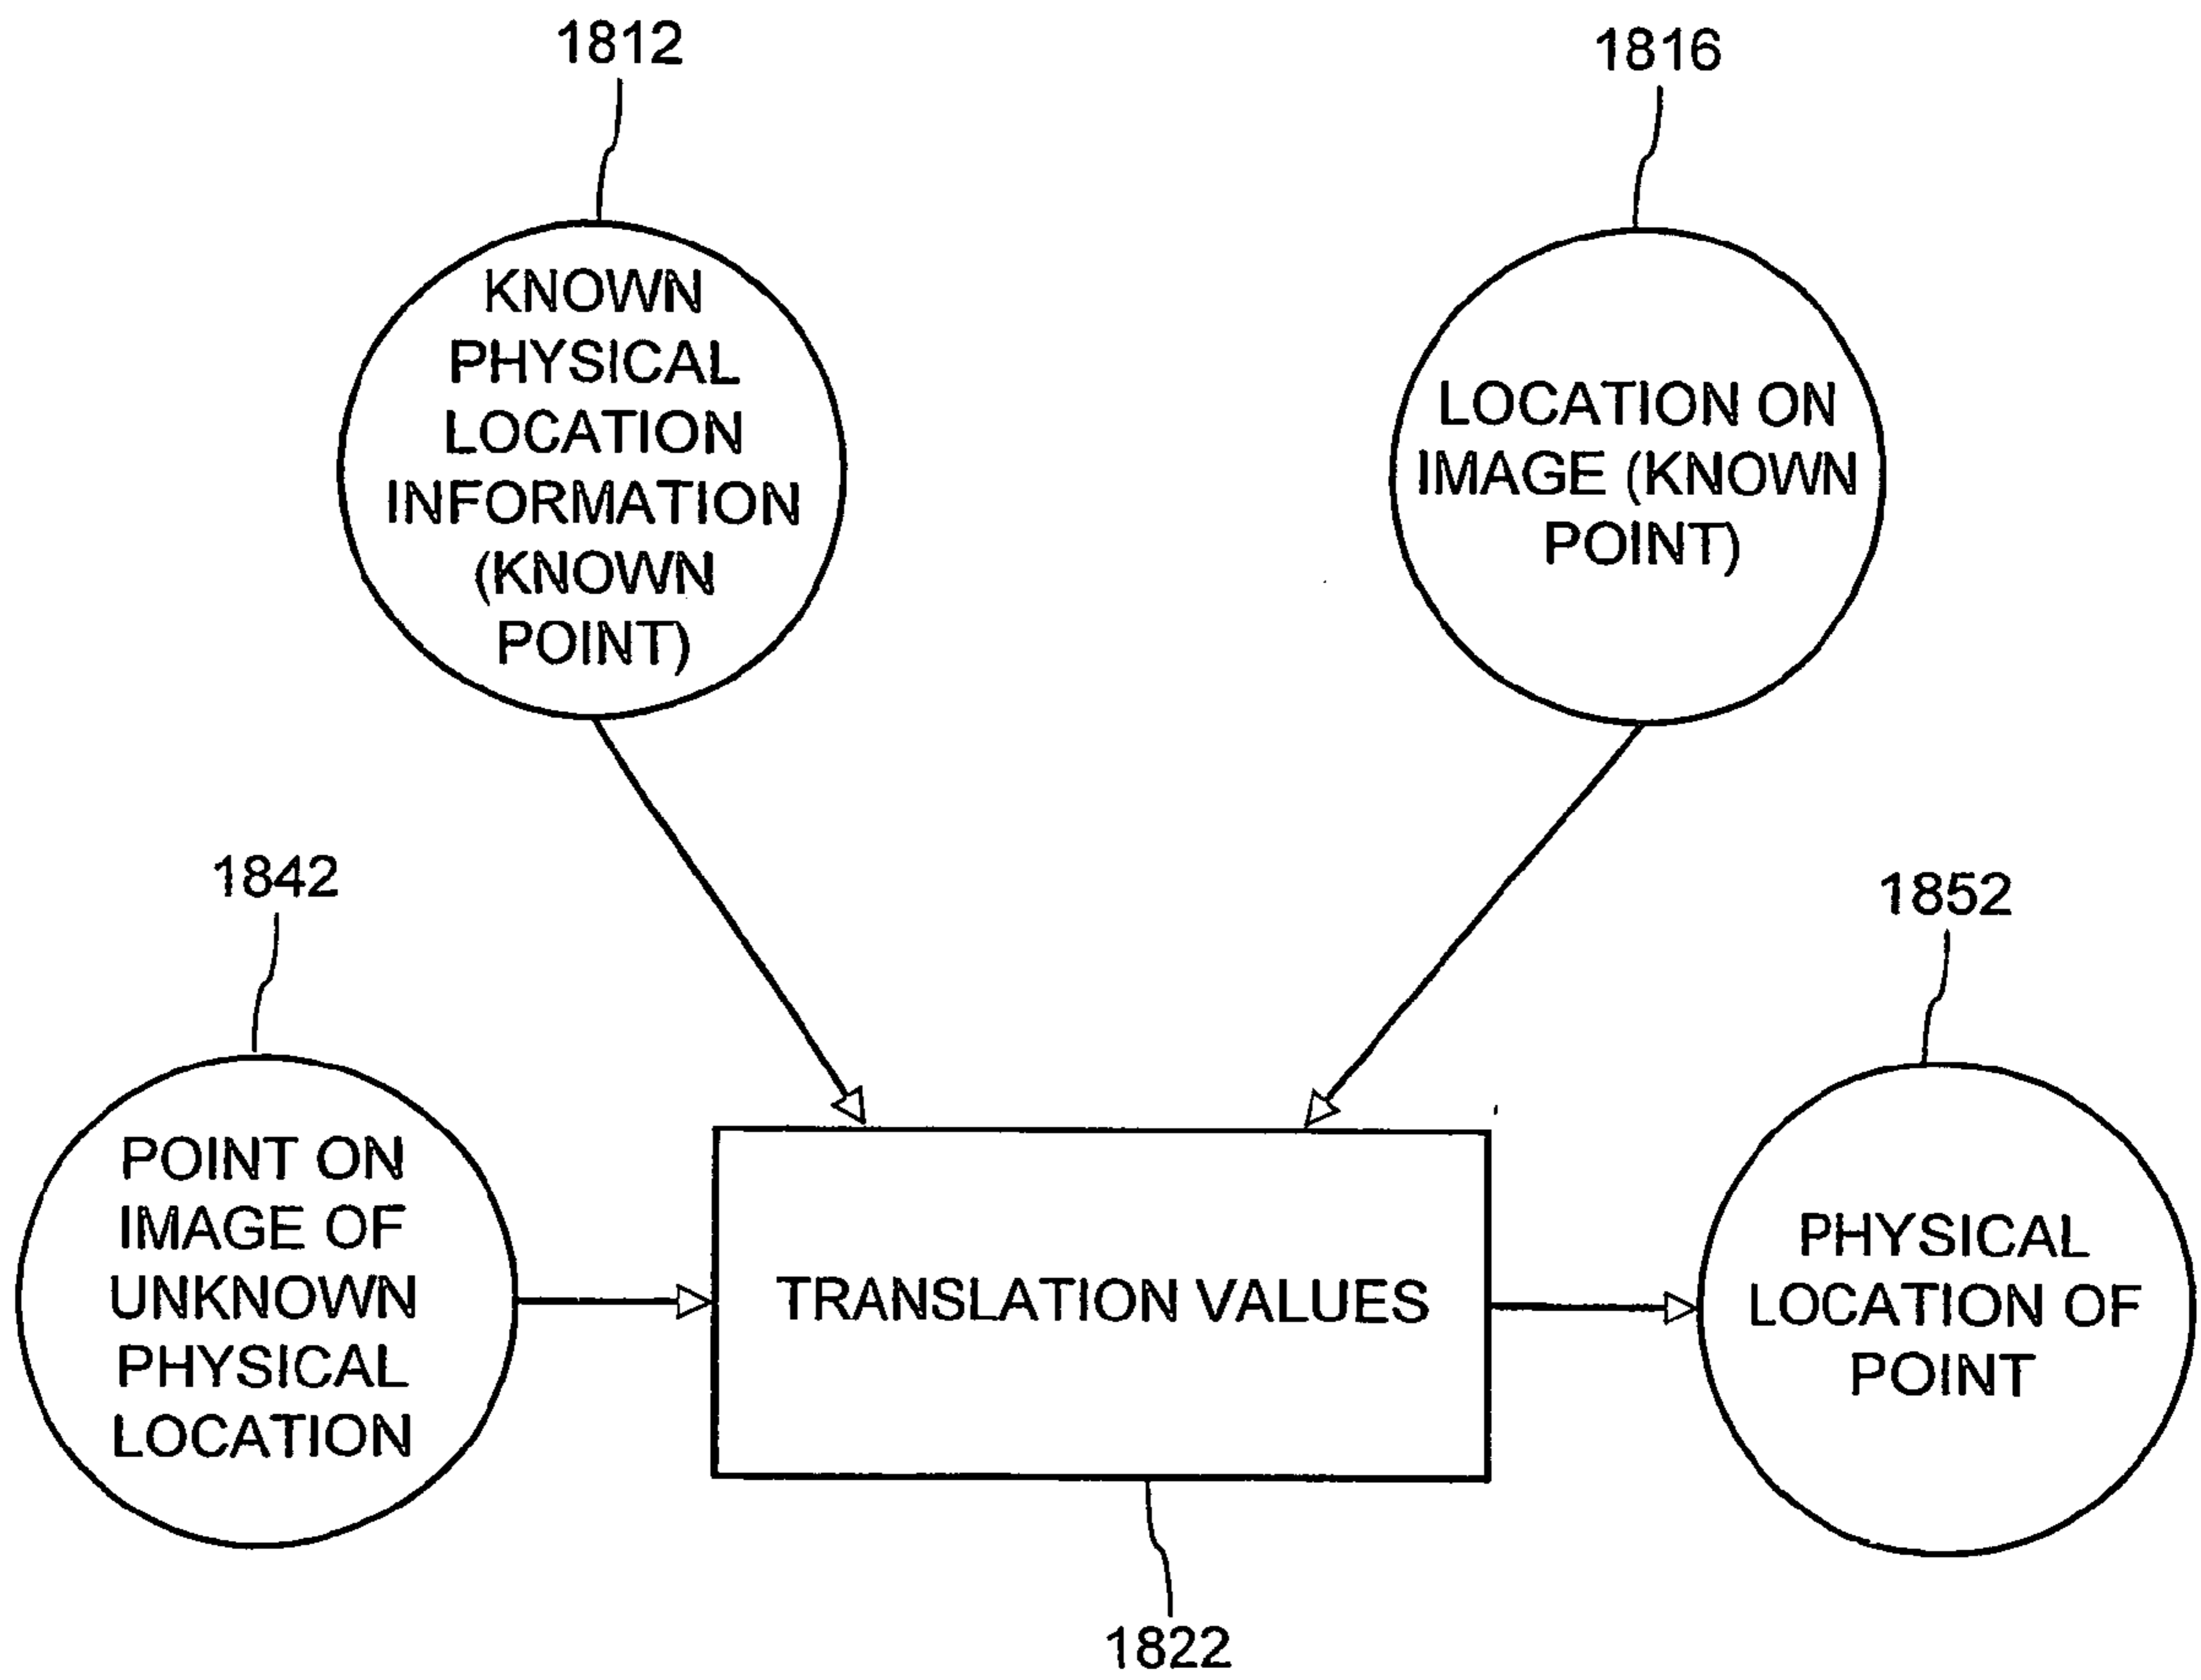 1812
1816
KNOWN
PHYSICAL
LOCATION
INFORMATION
(KNOWN
POINT)
LOCATION ON
IMAGE (KNOWN
POINT)
1842
1852
POINT ON
IMAGE OF
UNKNOWN
PHYSICAL
LOCATION
TRANSLATION VALUES
PHYSICAL
LOCATION OF
POINT
1822